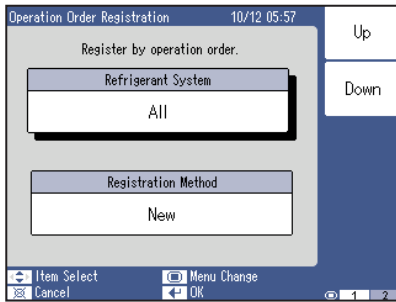 Operation Order Registration 10/12 05:57
Register by operation order.
Refrigerant System
All
Registration Method
New
Up
Down
Item Select Menu Change
Cancel OK
1 2